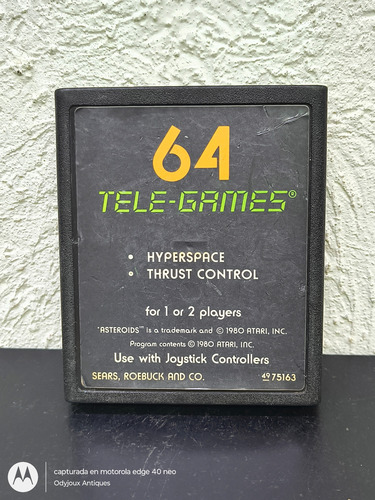 64
TELE-GAMES®
• HYPERSPACE
• THRUST CONTROL
for 1 or 2 players
"ASTEROIDS™ is a trademark and © 1980 ATARI, INC.
Program contents © 1980 ATARI, INC.
Use with Joystick Controllers
SEARS, ROEBUCK AND CO.
49 75163
capturada en motorola edge 40 neo
Odyjoux Antiques